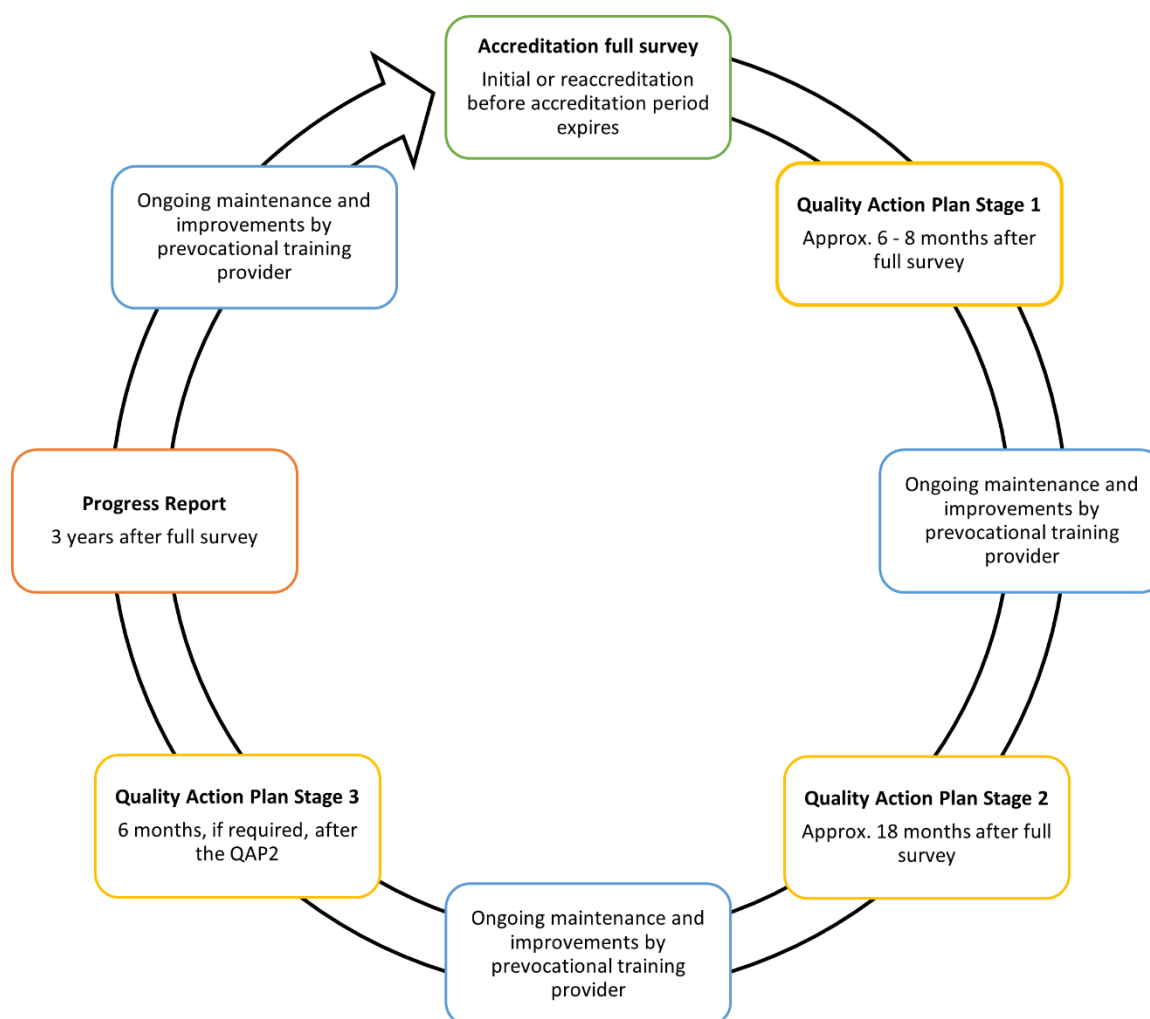 Accreditation full survey
Initial or reaccreditation
before accreditation period
expires
Quality Action Plan Stage 1
Approx. 6 - 8 months after
full survey
Ongoing maintenance and
improvements by
prevocational training
provider
Quality Action Plan Stage 2
Approx. 18 months after full
survey
Ongoing maintenance and
improvements by
prevocational training
provider
Quality Action Plan Stage 3
6 months, if required, after
the QAP2
Progress Report
3 years after full survey
Ongoing maintenance and
improvements by
prevocational training
provider